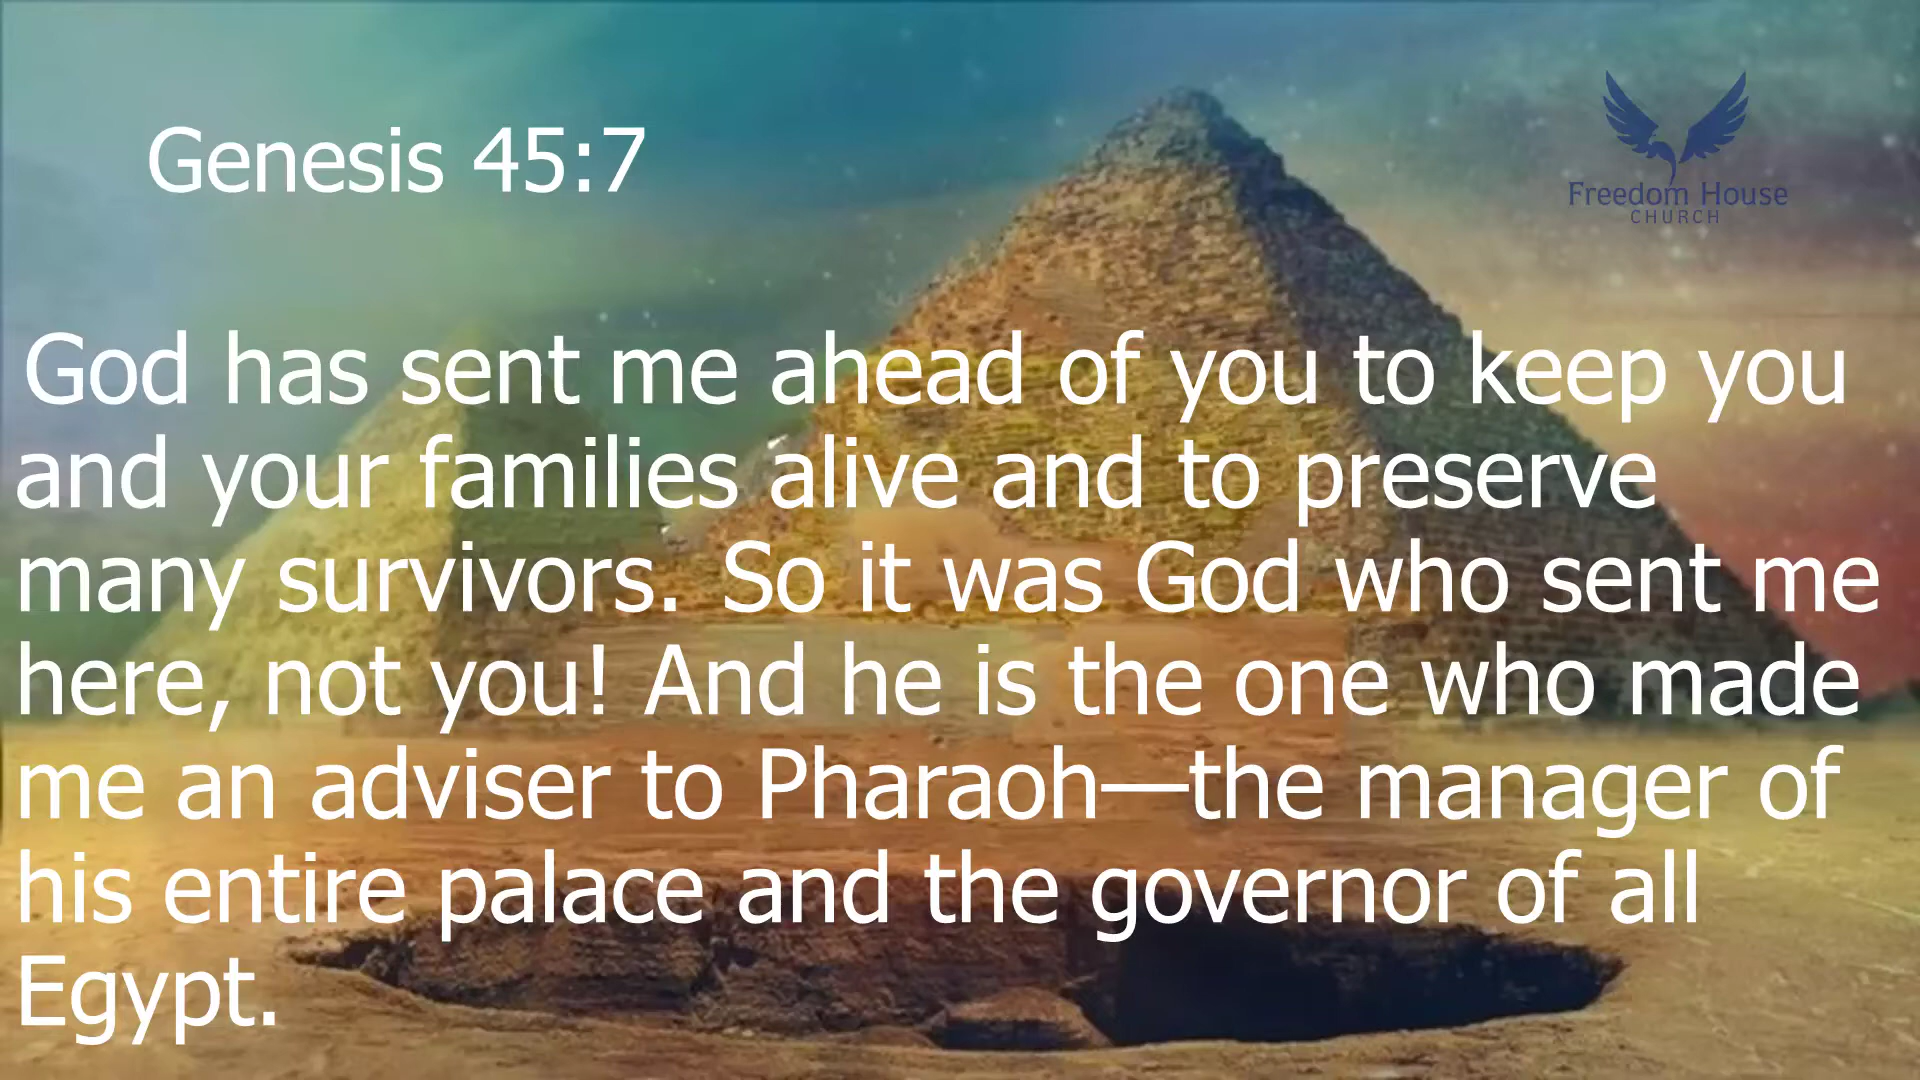 Genesis 45:7
Freedom House
CHURCH
God has sent me ahead of you to keep you
and your families alive and to preserve
many survivors. So it was God who sent me
here, not you! And he is the one who made
me an adviser to Pharaoh—the manager of
his entire palace and the governor of all
Egypt.